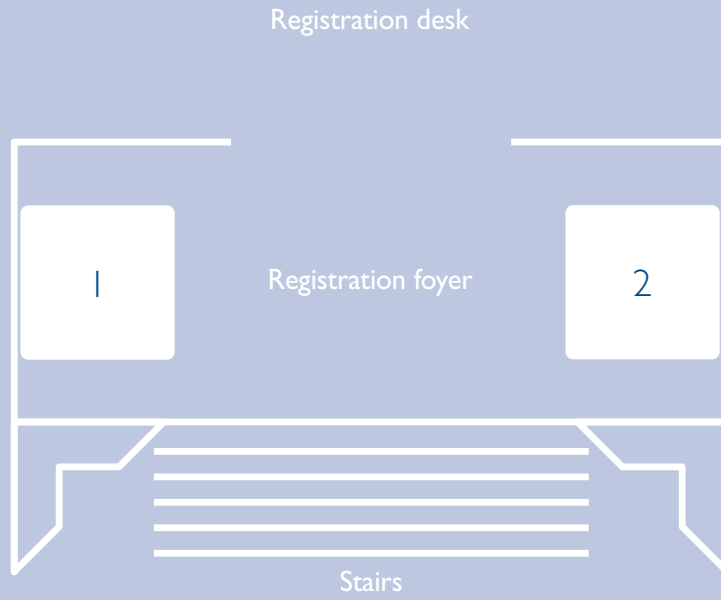 Registration desk
1
Registration foyer
2
Stairs